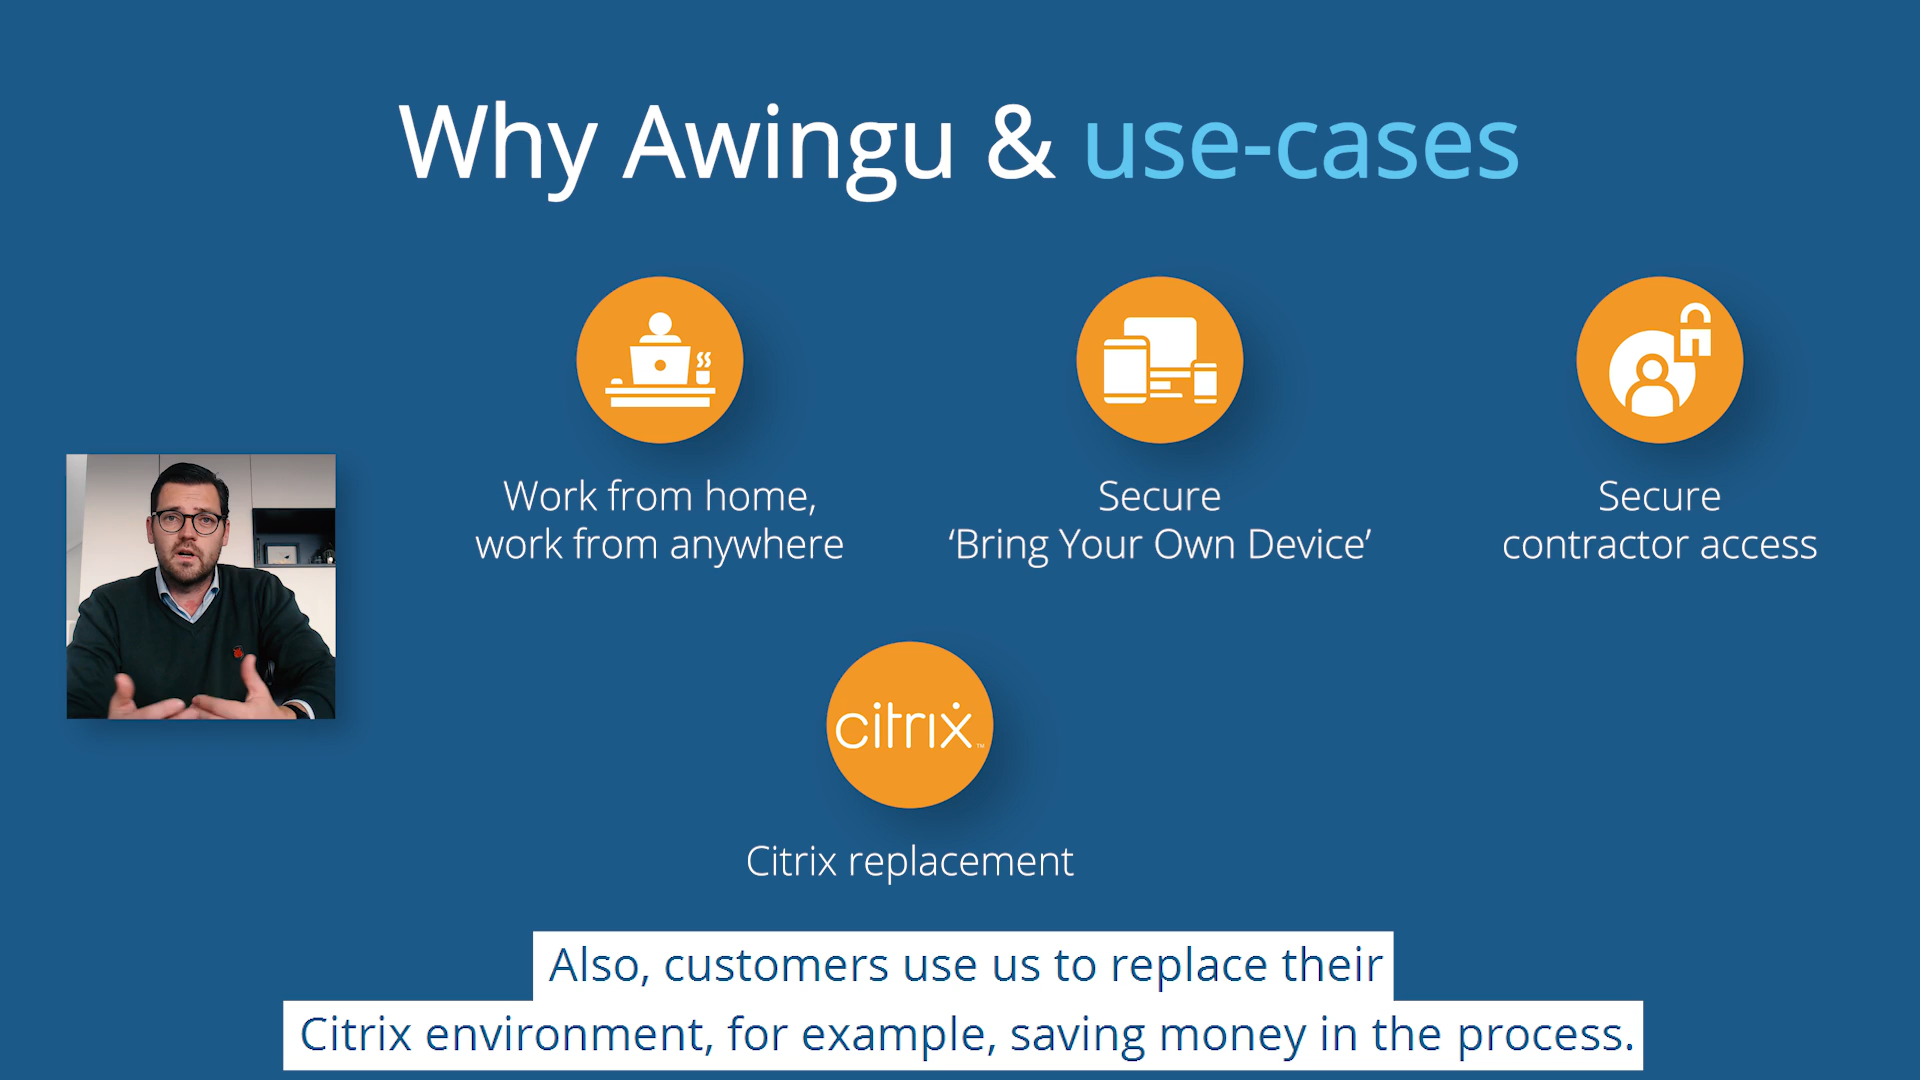 Why Awingu & use-cases
Work from home,
work from anywhere
Secure
‘Bring Your Own Device’
Secure
contractor access
citrix™
Citrix replacement
Also, customers use us to replace their
Citrix environment, for example, saving money in the process.